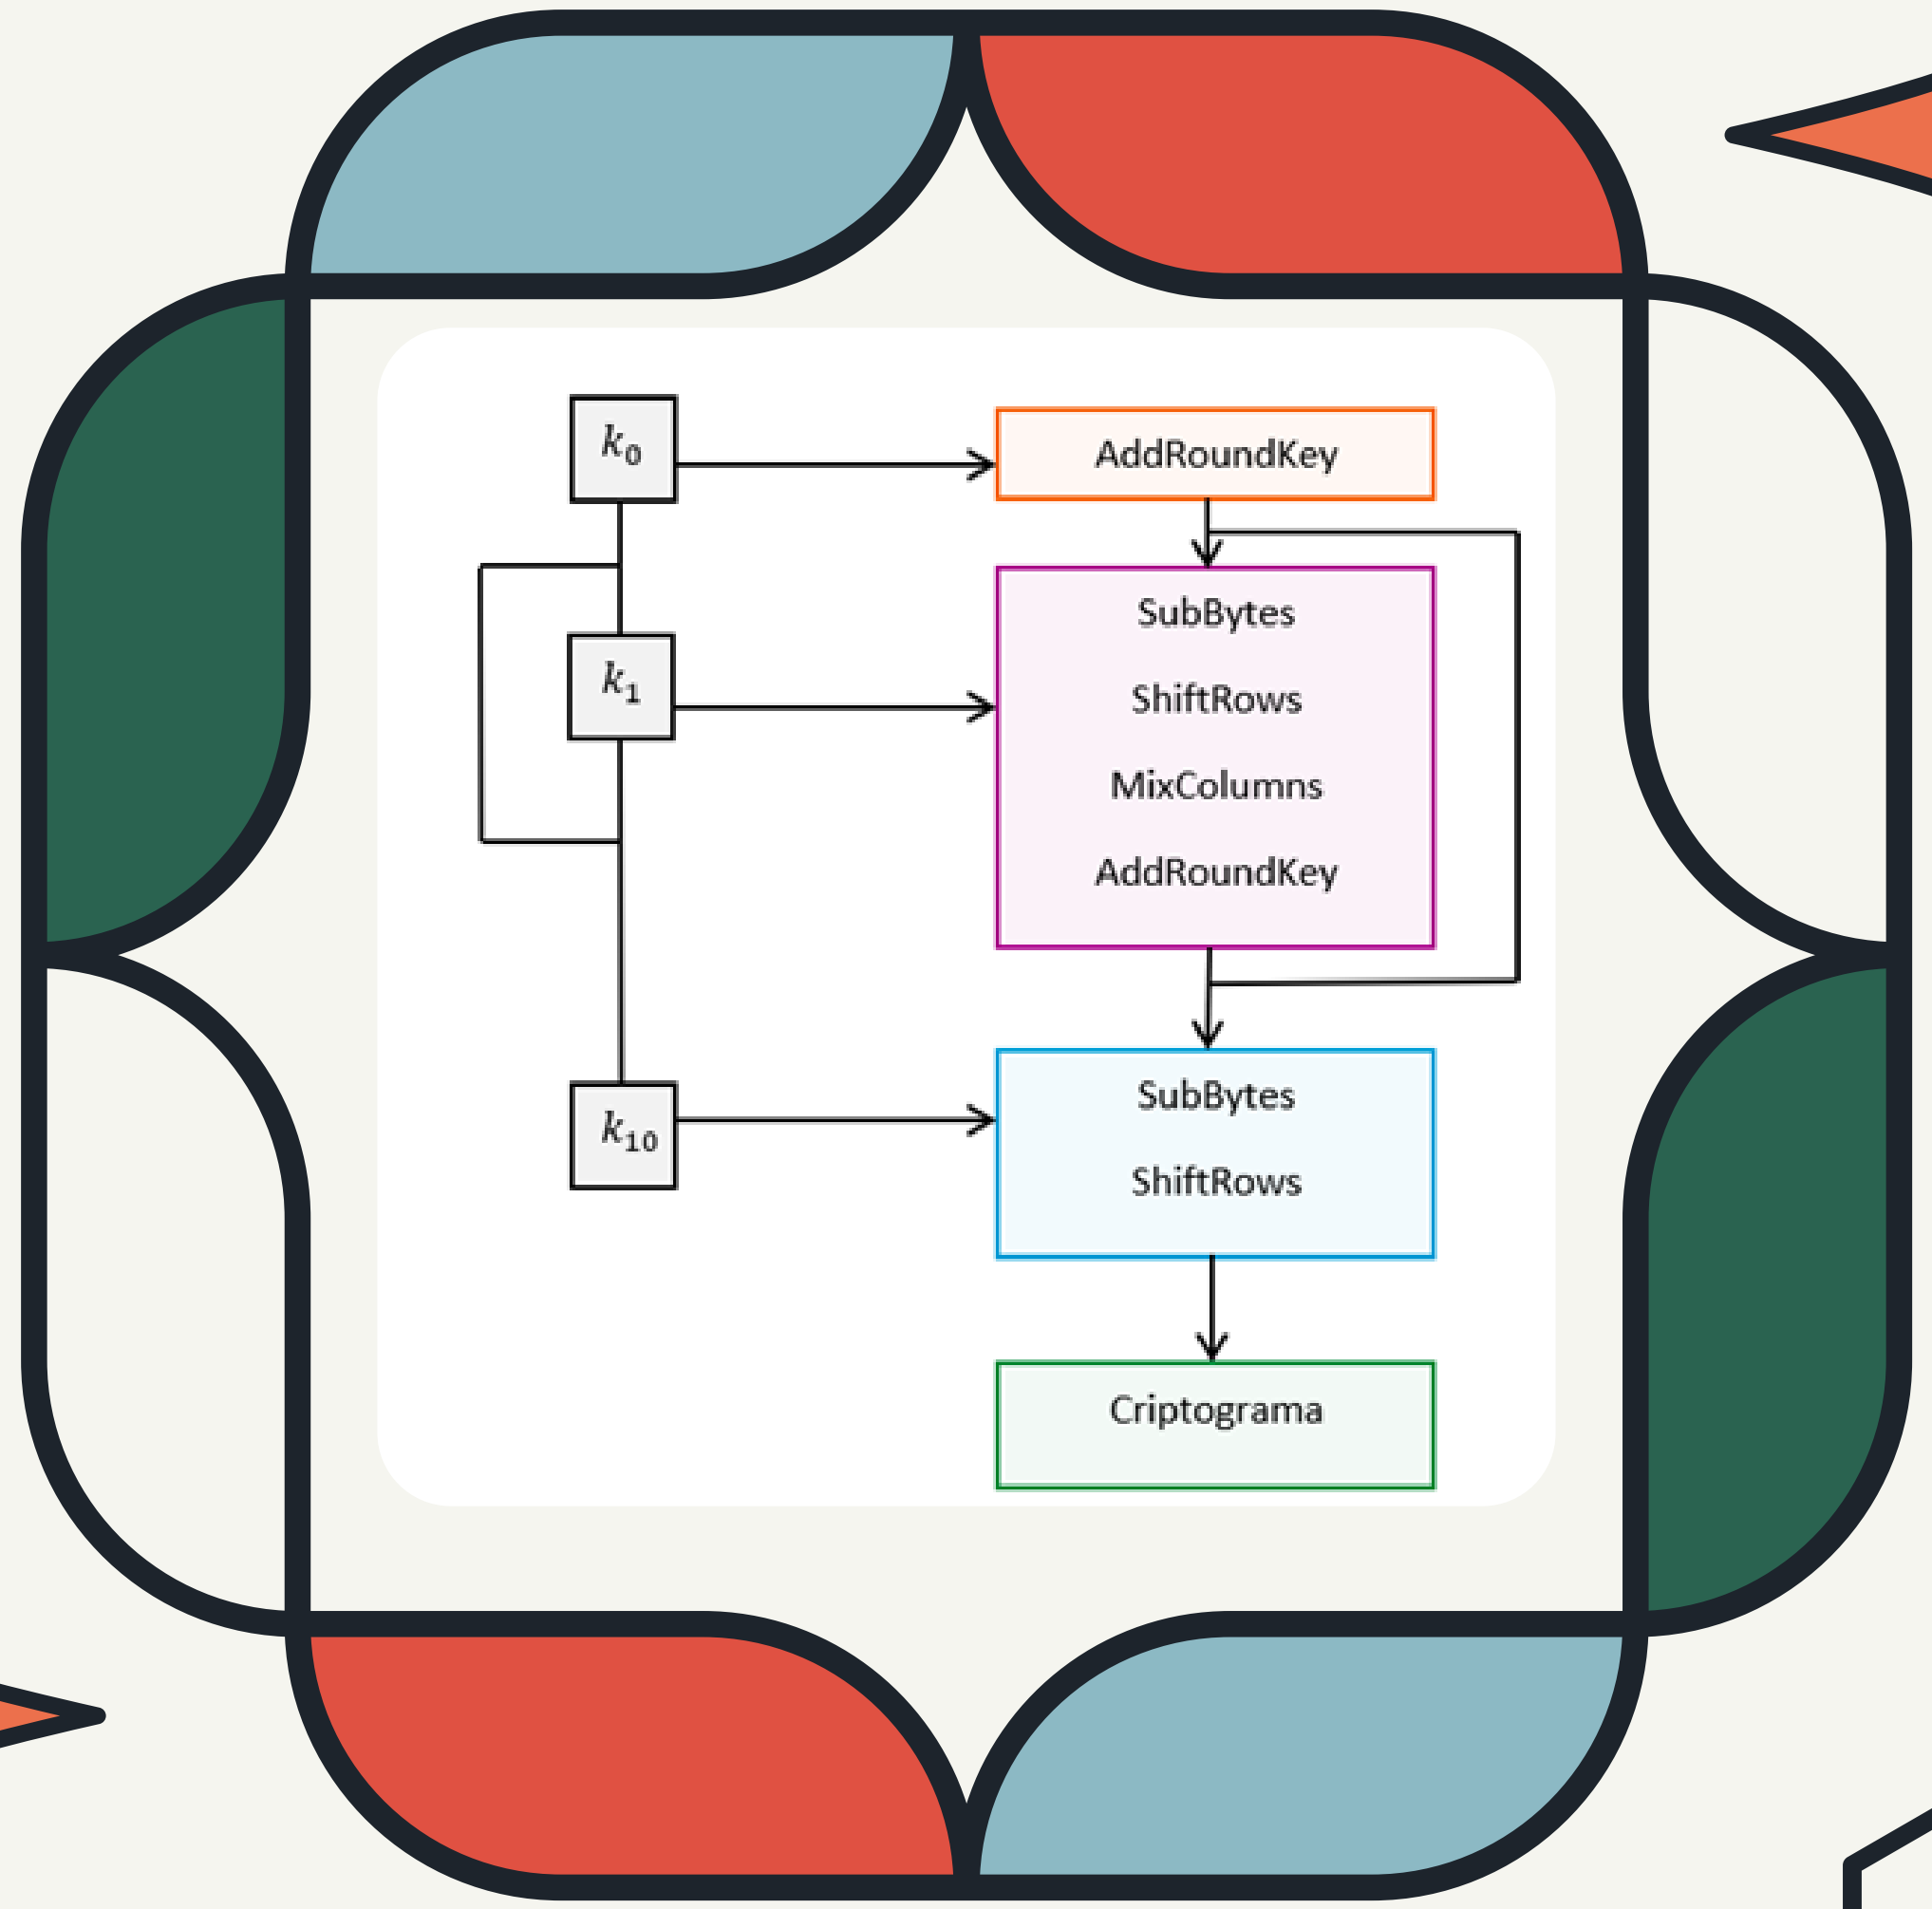 k₀
AddRoundKey
k₁
SubBytes
ShiftRows
MixColumns
AddRoundKey
k₁₀
SubBytes
ShiftRows
Criptograma